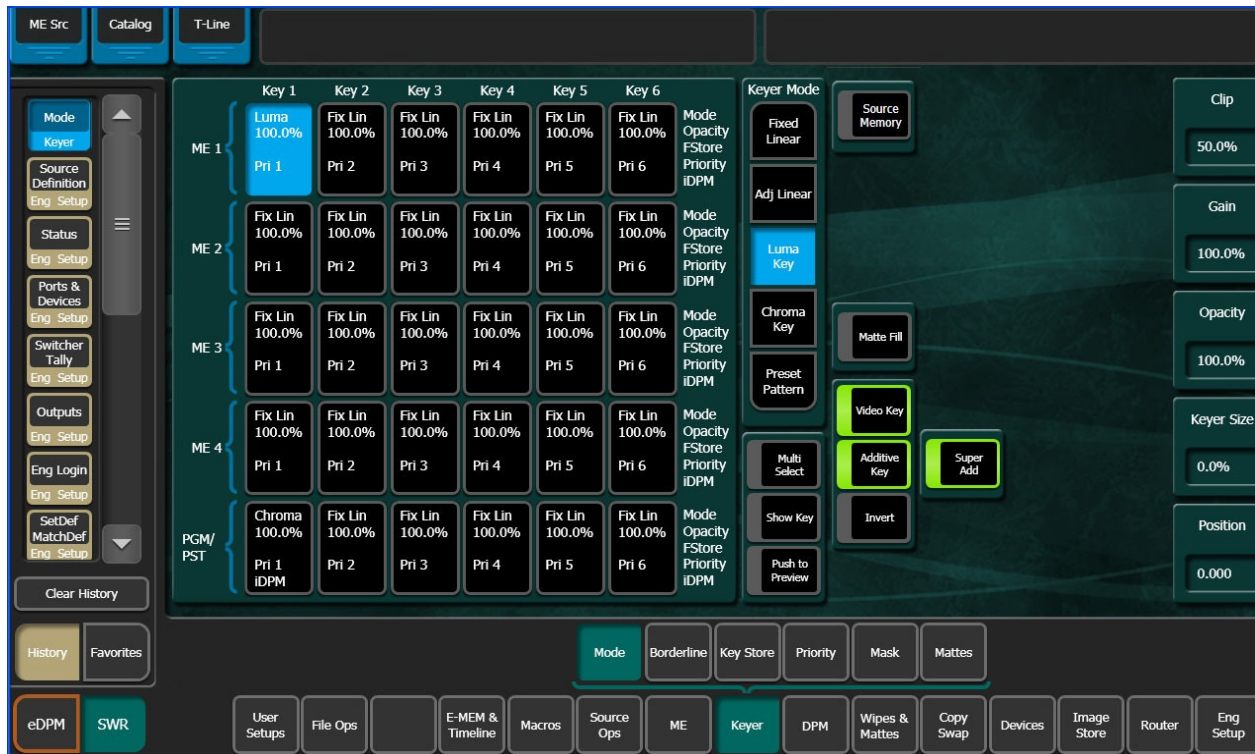 ME Src
Catalog
T-Line
Mode
Keyer
Source
Definition
Eng Setup
Status
Eng Setup
Ports &
Devices
Eng Setup
Switcher
Tally
Eng Setup
Outputs
Eng Setup
Eng Login
Eng Setup
SetDef
MatchDef
Eng Setup
Clear History
History
Favorites
Key 1 Key 2 Key 3 Key 4 Key 5 Key 6
ME 1
Luma Fix Lin Fix Lin Fix Lin Fix Lin Fix Lin Mode
100.0% 100.0% 100.0% 100.0% 100.0% 100.0% Opacity
FStore
Pri 1 Pri 2 Pri 3 Pri 4 Pri 5 Pri 6 Priority
iDPM
ME 2
Fix Lin Fix Lin Fix Lin Fix Lin Fix Lin Fix Lin Mode
100.0% 100.0% 100.0% 100.0% 100.0% 100.0% Opacity
FStore
Pri 1 Pri 2 Pri 3 Pri 4 Pri 5 Pri 6 Priority
iDPM
ME 3
Fix Lin Fix Lin Fix Lin Fix Lin Fix Lin Fix Lin Mode
100.0% 100.0% 100.0% 100.0% 100.0% 100.0% Opacity
FStore
Pri 1 Pri 2 Pri 3 Pri 4 Pri 5 Pri 6 Priority
iDPM
ME 4
Fix Lin Fix Lin Fix Lin Fix Lin Fix Lin Fix Lin Mode
100.0% 100.0% 100.0% 100.0% 100.0% 100.0% Opacity
FStore
Pri 1 Pri 2 Pri 3 Pri 4 Pri 5 Pri 6 Priority
iDPM
PGM/
PST
Chroma Fix Lin Fix Lin Fix Lin Fix Lin Fix Lin Mode
100.0% 100.0% 100.0% 100.0% 100.0% 100.0% Opacity
FStore
Pri 1 Pri 2 Pri 3 Pri 4 Pri 5 Pri 6 Priority
iDPM iDPM
Keyer Mode
Fixed
Linear
Adj Linear
Luma
Key
Chroma
Key
Preset
Pattern
Multi
Select
Show Key
Push to
Preview
Source
Memory
Matte Fill
Video Key
Additive
Key
Super
Add
Invert
Clip
50.0%
Gain
100.0%
Opacity
100.0%
Keyer Size
0.0%
Position
0.000
Mode
Borderline
Key Store
Priority
Mask
Mattes
eDPM
SWR
User
Setups
File Ops
E-MEM &
Timeline
Macros
Source
Ops
ME
Keyer
DPM
Wipes &
Mattes
Copy
Swap
Devices
Image
Store
Router
Eng
Setup